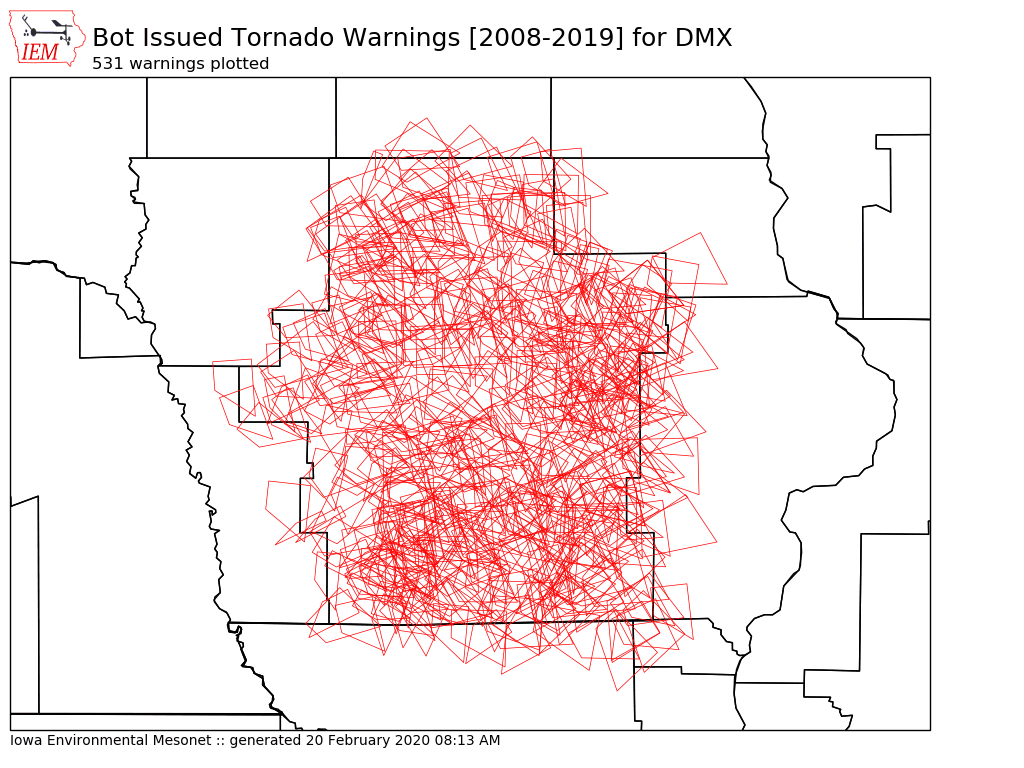 Bot Issued Tornado Warnings [2008-2019] for DMX
531 warnings plotted
IEM
Iowa Environmental Mesonet :: generated 20 February 2020 08:13 AM